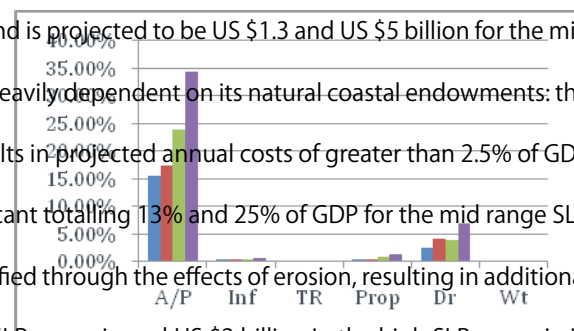 nd is projected to be US $1.3 and US $5 billion for the mi
40.00%
35.00%
eavily dependent on its natural coastal endowments: th
30.00%
25.00%
lts in projected annual costs of greater than 2.5% of GD
20.00%
15.00%
cant totalling 13% and 25% of GDP for the mid range SL
10.00%
5.00%
0.00%
fied through the effects of erosion, resulting in additiona
A/P Inf TR Prop Dr Wt